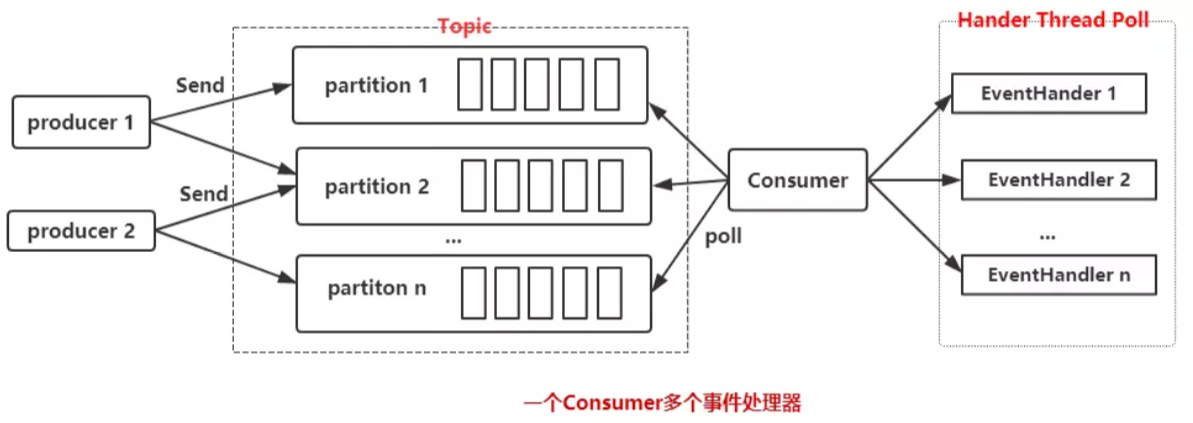 Topic
Hander Thread Poll
Send
partition 1
EventHander 1
producer 1
partition 2
Consumer
EventHandler 2
Send
producer 2
...
poll
...
partiton n
EventHandler n
一个Consumer多个事件处理器